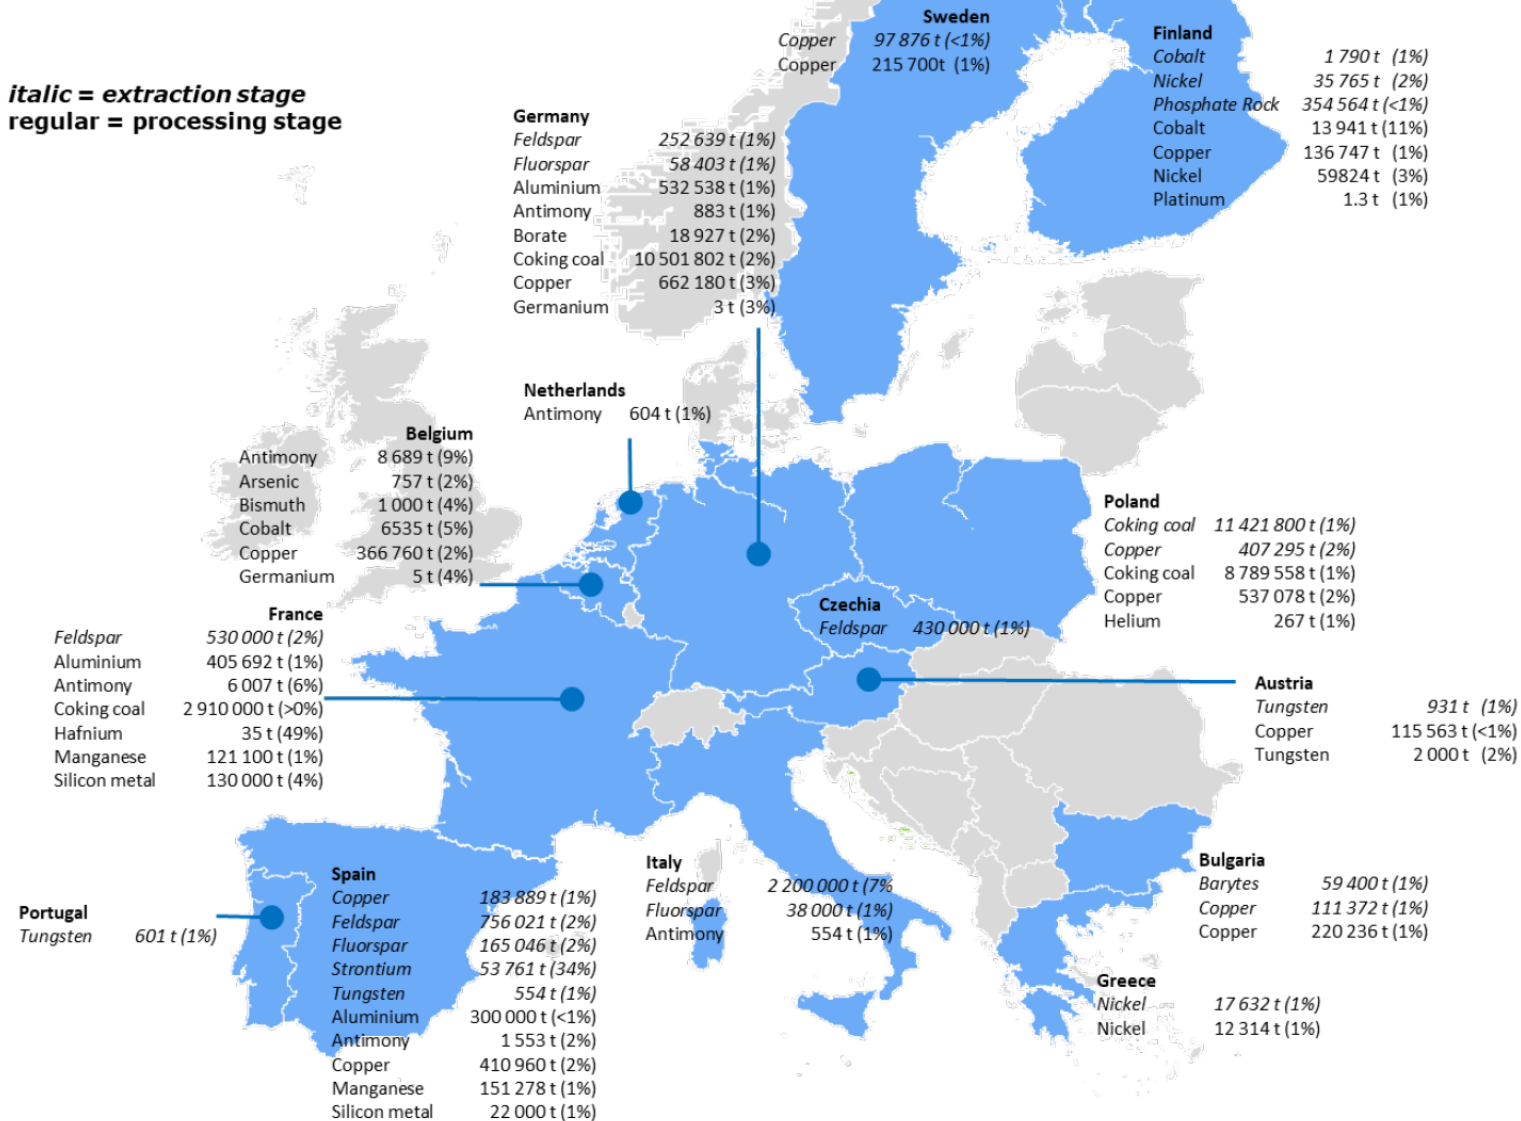 italic = extraction stage
regular = processing stage
Sweden
Copper 97 876 t (<1%)
Copper 215 700t (1%)
Finland
Cobalt 1 790 t (1%)
Nickel 35 765 t (2%)
Phosphate Rock 354 564 t (<1%)
Cobalt 13 941 t (11%)
Copper 136 747 t (1%)
Nickel 59824 t (3%)
Platinum 1.3 t (1%)
Germany
Feldspar 252 639 t (1%)
Fluorspar 58 403 t (1%)
Aluminium 532 538 t (1%)
Antimony 883 t (1%)
Borate 18 927 t (2%)
Coking coal 10 501 802 t (2%)
Copper 662 180 t (3%)
Germanium 3 t (3%)
Netherlands
Antimony 604 t (1%)
Belgium
Antimony 8 689 t (9%)
Arsenic 757 t (2%)
Bismuth 1 000 t (4%)
Cobalt 6535 t (5%)
Copper 366 760 t (2%)
Germanium 5 t (4%)
Poland
Coking coal 11 421 800 t (1%)
Copper 407 295 t (2%)
Coking coal 8 789 558 t (1%)
Copper 537 078 t (2%)
Helium 267 t (1%)
Czechia
Feldspar 430 000 t (1%)
France
Feldspar 530 000 t (2%)
Aluminium 405 692 t (1%)
Antimony 6 007 t (6%)
Coking coal 2 910 000 t (>0%)
Hafnium 35 t (49%)
Manganese 121 100 t (1%)
Silicon metal 130 000 t (4%)
Austria
Tungsten 931 t (1%)
Copper 115 563 t (<1%)
Tungsten 2 000 t (2%)
Portugal
Tungsten 601 t (1%)
Spain
Copper 183 889 t (1%)
Feldspar 756 021 t (2%)
Fluorspar 165 046 t (2%)
Strontium 53 761 t (34%)
Tungsten 554 t (1%)
Aluminium 300 000 t (<1%)
Antimony 1 553 t (2%)
Copper 410 960 t (2%)
Manganese 151 278 t (1%)
Silicon metal 22 000 t (1%)
Italy
Feldspar 2 200 000 t (7%
Fluorspar 38 000 t (1%)
Antimony 554 t (1%)
Bulgaria
Barytes 59 400 t (1%)
Copper 111 372 t (1%)
Copper 220 236 t (1%)
Greece
Nickel 17 632 t (1%)
Nickel 12 314 t (1%)